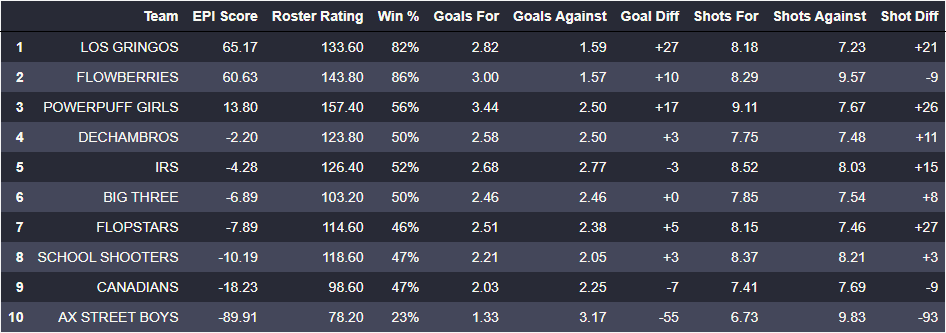 Team EPI Score Roster Rating Win % Goals For Goals Against Goal Diff Shots For Shots Against Shot Diff
1 LOS GRINGOS 65.17 133.60 82% 2.82 1.59 +27 8.18 7.23 +21
2 FLOWBERRIES 60.63 143.80 86% 3.00 1.57 +10 8.29 9.57 -9
3 POWERPUFF GIRLS 13.80 157.40 56% 3.44 2.50 +17 9.11 7.67 +26
4 DECHAMBROS -2.20 123.80 50% 2.58 2.50 +3 7.75 7.48 +11
5 IRS -4.28 126.40 52% 2.68 2.77 -3 8.52 8.03 +15
6 BIG THREE -6.89 103.20 50% 2.46 2.46 +0 7.85 7.54 +8
7 FLOPSTARS -7.89 114.60 46% 2.51 2.38 +5 8.15 7.46 +27
8 SCHOOL SHOOTERS -10.19 118.60 47% 2.21 2.05 +3 8.37 8.21 +3
9 CANADIANS -18.23 98.60 47% 2.03 2.25 -7 7.41 7.69 -9
10 AX STREET BOYS -89.91 78.20 23% 1.33 3.17 -55 6.73 9.83 -93